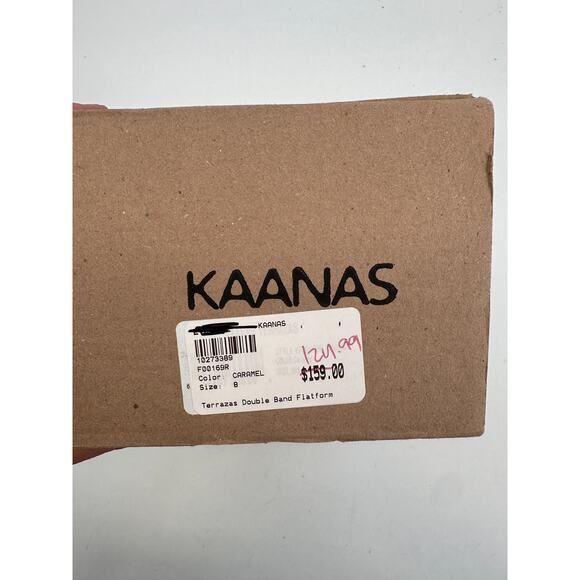 KAANAS
KAANAS
10273389
F00169R
Color: CARAMEL
Size: 8
124.99
$159.00
Terrazas Double Band Flatform